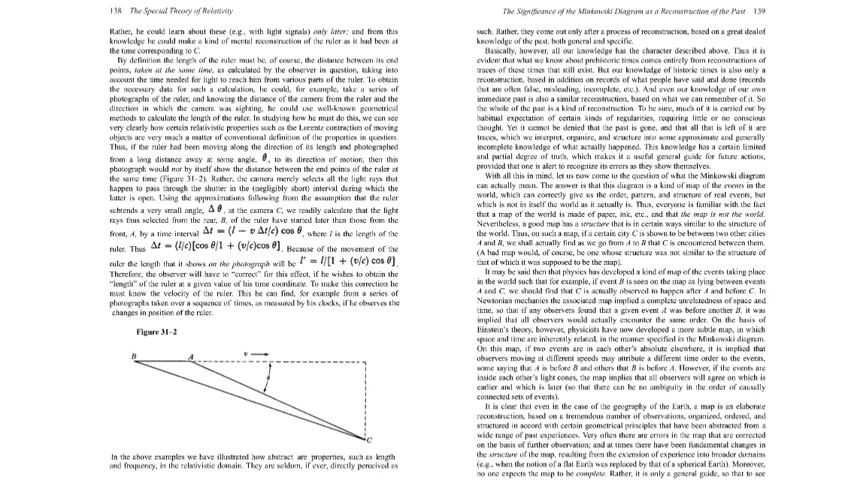 138 The Special Theory of Relativity
Rather, he could learn about these (e.g., with light signals) only later; and from this
knowledge he could make a kind of mental reconstruction of the ruler as it had been at
the time corresponding to C.
By definition the length of the ruler must be, of course, the distance between its end
points, taken at the same time, as calculated by the observer in question, taking into
account the time needed for light to reach him from various parts of the ruler. To obtain
the necessary data for such a calculation, he could, for example, take a series of
photographs of the ruler, and knowing the distance of the camera from the ruler and the
direction in which the camera was sighting, he could use well-known geometrical
methods to calculate the length of the ruler. In studying how he must do this, we can see
very clearly how certain relativistic properties such as the Lorentz contraction of moving
objects are very much a matter of conventional definition of the properties in question.
Thus, if the ruler had been moving along the direction of its length and photographed
from a long distance away at some angle, θ, to its direction of motion, then this
photograph would nor by itself show the distance between the end points of the ruler at
the same time (Figure 31–2). Rather, the camera merely selects all the light rays that
happen to pass through the shutter in the (negligibly short) interval during which the
latter is open. Using the approximations following from the assumption that the ruler
subtends a very small angle, Δ θ, at the camera C, we readily calculate that the light
rays thus selected from the rear, B, of the ruler have started later than those from the
front, A, by a time interval Δt = (l − v Δt/c) cos θ, where l is the length of the
ruler. Thus Δt = (l/c)[cos θ/1 + (v/c)cos θ]. Because of the movement of the
ruler the length that it shows on the photograph will be l' = l/[1 + (v/c) cos θ].
Therefore, the observer will have to “correct” for this effect, if he wishes to obtain the
“length” of the ruler at a given value of his time coordinate. To make this correction he
must know the velocity of the ruler. This he can find, for example from a series of
photographs taken over a sequence of times, as measured by his clocks, if he observes the
changes in position of the ruler.
Figure 31–2
B A v
C
In the above examples we have illustrated how abstract are properties, such as length
and frequency, in the relativistic domain. They are seldom, if ever, directly perceived as
The Significance of the Minkowski Diagram as a Reconstruction of the Past 139
such. Rather, they come out only after a process of reconstruction, based on a great deal of
knowledge of the past, both general and specific.
Basically, however, all our knowledge has the character described above. Thus it is
evident that what we know about prehistoric times comes entirely from reconstructions of
traces of these times that still exist. But our knowledge of historic times is also only a
reconstruction, based in addition on records of what people have said and done (records
that are often false, misleading, incomplete, etc.). And even our knowledge of our own
immediate past is also a similar reconstruction, based on what we can remember of it. So
the whole of the past is a kind of reconstruction. To be sure, much of it is carried out by
habitual expectation of certain kinds of regularities, requiring little or no conscious
thought. Yet it cannot be denied that the past is gone, and that all that is left of it are
traces, which we interpret, organize, and structure into some approximate and generally
incomplete knowledge of what actually happened. This knowledge has a certain limited
and partial degree of truth, which makes it a useful general guide for future actions,
provided that one is alert to recognize its errors as they show themselves.
With all this in mind, let us now come to the question of what the Minkowski diagram
can actually mean. The answer is that this diagram is a kind of map of the events in the
world, which can correctly give us the order, pattern, and structure of real events, but
which is not in itself the world as it actually is. Thus, everyone is familiar with the fact
that a map of the world is made of paper, ink, etc., and that the map is not the world.
Nevertheless, a good map has a structure that is in certain ways similar to the structure of
the world. Thus, on such a map, if a certain city C is shown to be between two other cities
A and B, we shall actually find as we go from A to B that C is encountered between them.
(A bad map would, of course, be one whose structure was not similar to the structure of
that of which it was supposed to be the map).
It may be said then that physics has developed a kind of map of the events taking place
in the world such that for example, if event B is seen on the map as lying between events
A and C, we should find that C is actually observed to happen after A and before C. In
Newtonian mechanics the associated map implied a complete unrelatedness of space and
time, so that if any observers found that a given event A was before another B, it was
implied that all observers would actually encounter the same order. On the basis of
Einstein’s theory, however, physicists have now developed a more subtle map, in which
space and time are inherently related, in the manner specified in the Minkowski diagram.
On this map, if two events are in each other’s absolute elsewhere, it is implied that
observers moving at different speeds may attribute a different time order to the events,
some saying that A is before B and others that B is before A. However, if the events are
inside each other’s light cones, the map implies that all observers will agree on which is
earlier and which is later (so that there can be no ambiguity in the order of causally
connected sets of events).
It is clear that even in the case of the geography of the Earth, a map is an elaborate
reconstruction, based on a tremendous number of observations, organized, ordered, and
structured in accord with certain geometrical principles that have been abstracted from a
wide range of past experiences. Very often there are errors in the map that are corrected
on the basis of further observation; and at times there have been fundamental changes in
the structure of the map, resulting from the extension of experience into broader domains
(e.g., when the notion of a flat Earth was replaced by that of a spherical Earth). Moreover,
no one expects the map to be complete. Rather, it is only a general guide, so that to see